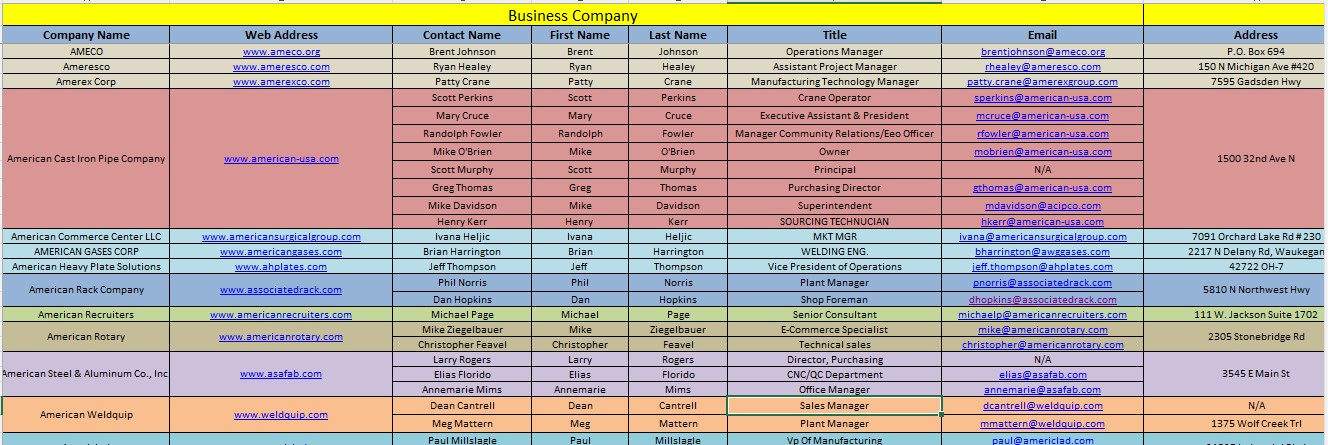 Business Company
Company Name Web Address Contact Name First Name Last Name Title Email Address
AMECO www.ameco.org Brent Johnson Brent Johnson Operations Manager brentjohnson@ameco.org P.O. Box 694
Ameresco www.ameresco.com Ryan Healey Ryan Healey Assistant Project Manager rhealey@ameresco.com 150 N Michigan Ave #420
Amerex Corp www.amerexco.com Patty Crane Patty Crane Manufacturing Technology Manager patty.crane@amerexgroup.com 7595 Gadsden Hwy
Scott Perkins Scott Perkins Crane Operator sperkins@american-usa.com
Mary Cruce Mary Cruce Executive Assistant & President mcruce@american-usa.com
Randolph Fowler Randolph Fowler Manager Community Relations/Eeo Officer rfowler@american-usa.com
Mike O'Brien Mike O'Brien Owner mobrien@american-usa.com
American Cast Iron Pipe Company www.american-usa.com 1500 32nd Ave N
Scott Murphy Scott Murphy Principal N/A
Greg Thomas Greg Thomas Purchasing Director gthomas@american-usa.com
Mike Davidson Mike Davidson Superintendent mdavidson@acipco.com
Henry Kerr Henry Kerr SOURCING TECHNUCIAN hkerr@american-usa.com
American Commerce Center LLC www.americansurgicalgroup.com Ivana Heljic Ivana Heljic MKT MGR ivana@americansurgicalgroup.com 7091 Orchard Lake Rd #230
AMERICAN GASES CORP www.americangases.com Brian Harrington Brian Harrington WELDING ENG. bharrington@awggases.com 2217 N Delany Rd, Waukegan
American Heavy Plate Solutions www.ahplates.com Jeff Thompson Jeff Thompson Vice President of Operations jeff.thompson@ahplates.com 42722 OH-7
Phil Norris Phil Norris Plant Manager pnorris@associatedrack.com
American Rack Company www.associatedrack.com 5810 N Northwest Hwy
Dan Hopkins Dan Hopkins Shop Foreman dhopkins@associatedrack.com
American Recruiters www.americanrecruiters.com Michael Page Michael Page Senior Consultant michaelp@americanrecruiters.com 111 W. Jackson Suite 1702
Mike Ziegelbauer Mike Ziegelbauer E-Commerce Specialist mike@americanrotary.com
American Rotary www.americanrotary.com 2305 Stonebridge Rd
Christopher Feavel Christopher Feavel Technical sales christopher@americanrotary.com
Larry Rogers Larry Rogers Director, Purchasing N/A
American Steel & Aluminum Co., Inc www.asafab.com Elias Florido Elias Florido CNC/QC Department elias@asafab.com 3545 E Main St
Annemarie Mims Annemarie Mims Office Manager annemarie@asafab.com
Dean Cantrell Dean Cantrell Sales Manager dcantrell@weldquip.com N/A
American Weldquip www.weldquip.com
Meg Mattern Meg Mattern Plant Manager mmattern@weldquip.com 1375 Wolf Creek Trl
Paul Millslagle Paul Millslagle Vp Of Manufacturing paul@americlad.com